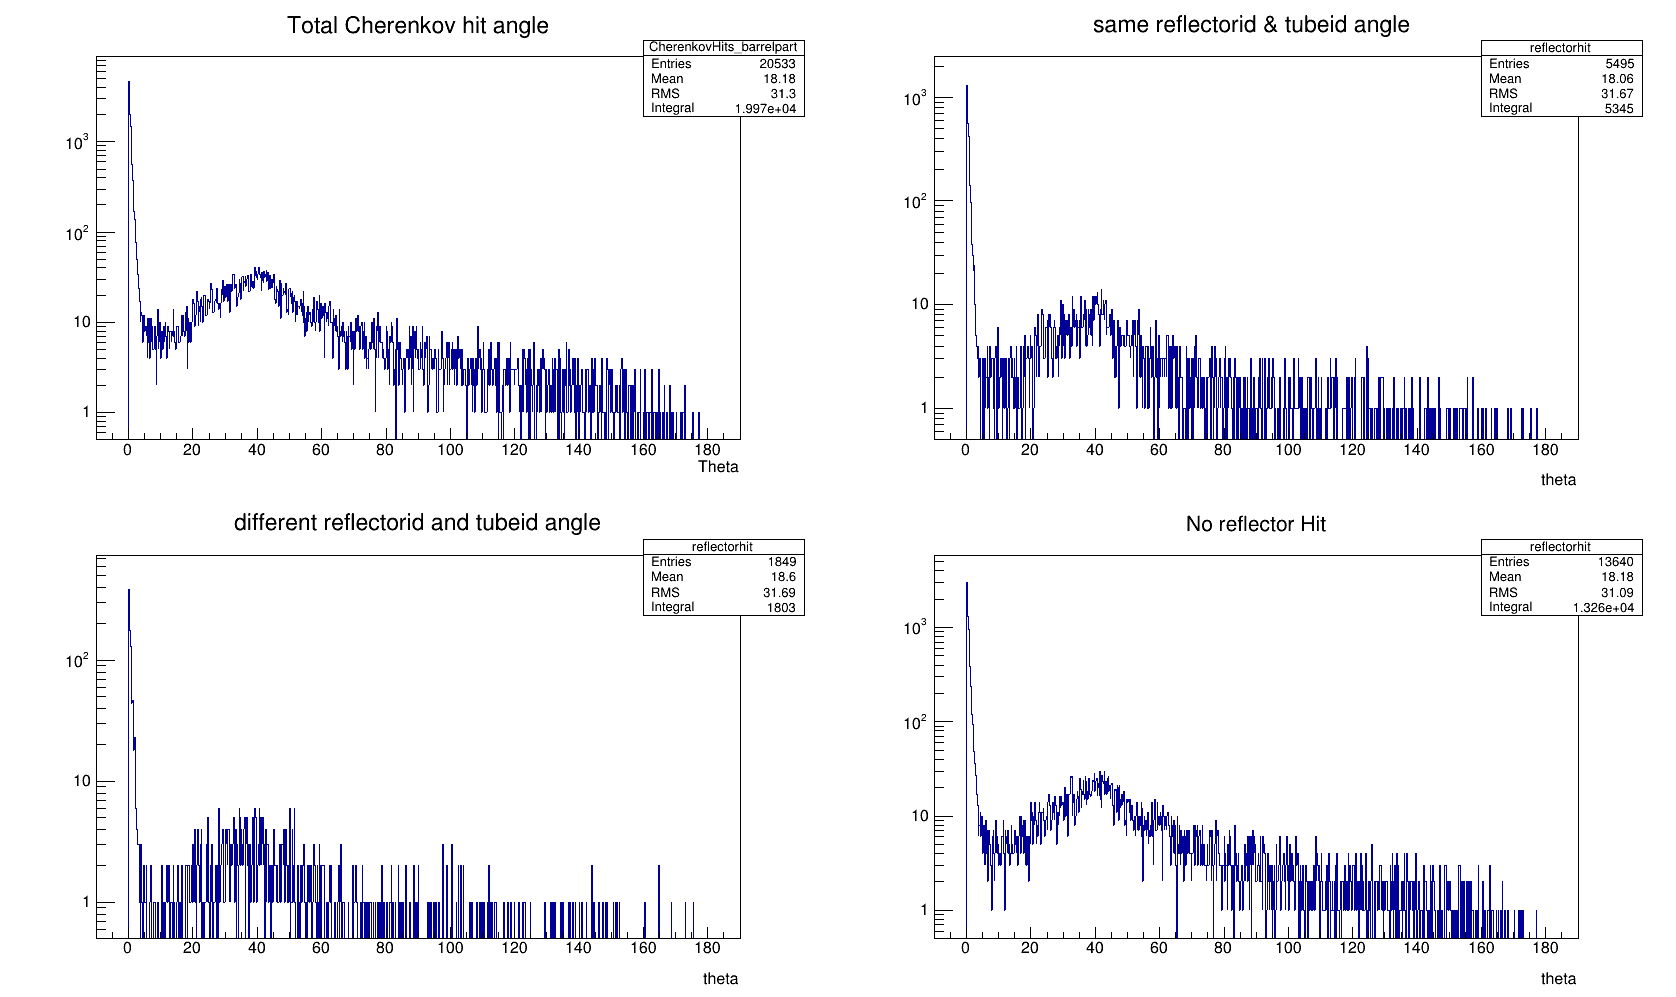 Total Cherenkov hit angle
CherenkovHits_barrelpart
Entries 20533
Mean 18.18
RMS 31.3
Integral 1.997e+04
10^3
10^2
10
1
0 20 40 60 80 100 120 140 160 180
Theta
same reflectorid & tubeid angle
reflectorhit
Entries 5495
Mean 18.06
RMS 31.67
Integral 5345
10^3
10^2
10
1
0 20 40 60 80 100 120 140 160 180
theta
different reflectorid and tubeid angle
reflectorhit
Entries 1849
Mean 18.6
RMS 31.69
Integral 1803
10^2
10
1
0 20 40 60 80 100 120 140 160 180
theta
No reflector Hit
reflectorhit
Entries 13640
Mean 18.18
RMS 31.09
Integral 1.326e+04
10^3
10^2
10
1
0 20 40 60 80 100 120 140 160 180
theta